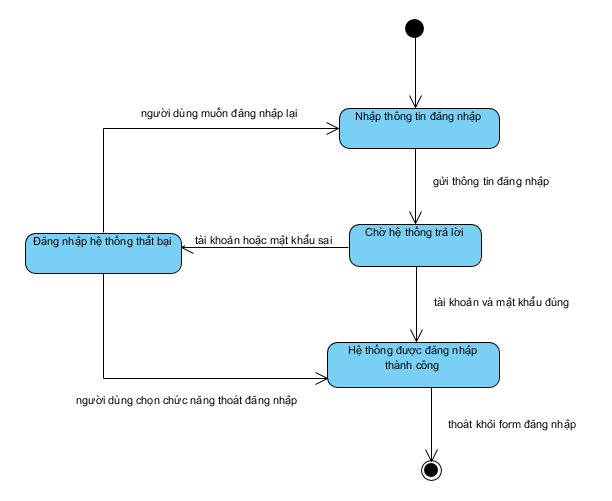 người dùng muốn đăng nhập lại
Nhập thông tin đăng nhập
gửi thông tin đăng nhập
Đăng nhập hệ thống thất bại
tài khoản hoặc mật khẩu sai
Chờ hệ thống trả lời
tài khoản và mật khẩu đúng
Hệ thống được đăng nhập
thành công
người dùng chọn chức năng thoát đăng nhập
thoát khỏi form đăng nhập